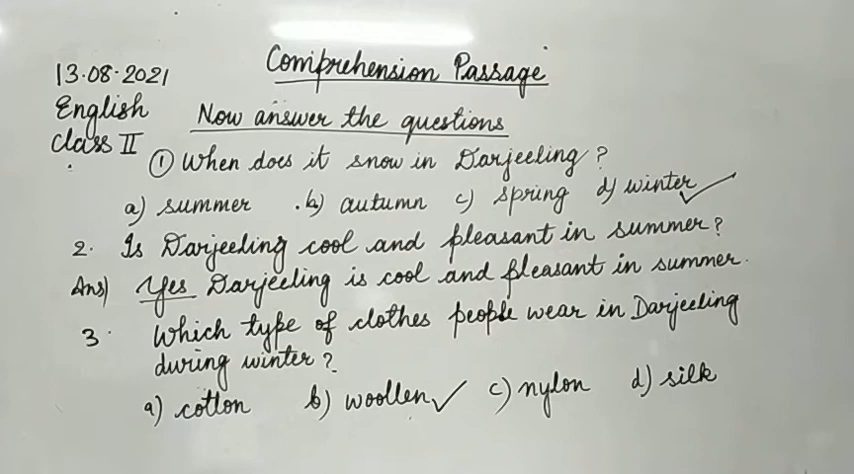 Comprehension Passage
13.08.2021
English
Class II
Now answer the questions
① When does it snow in Darjeeling?
a) summer .b) autumn c) spring d) winter ✓
2. Is Darjeeling cool and pleasant in summer?
Ans) Yes Darjeeling is cool and pleasant in summer.
3. Which type of clothes people wear in Darjeeling
during winter?
a) cotton b) woollen ✓ c) nylon d) silk